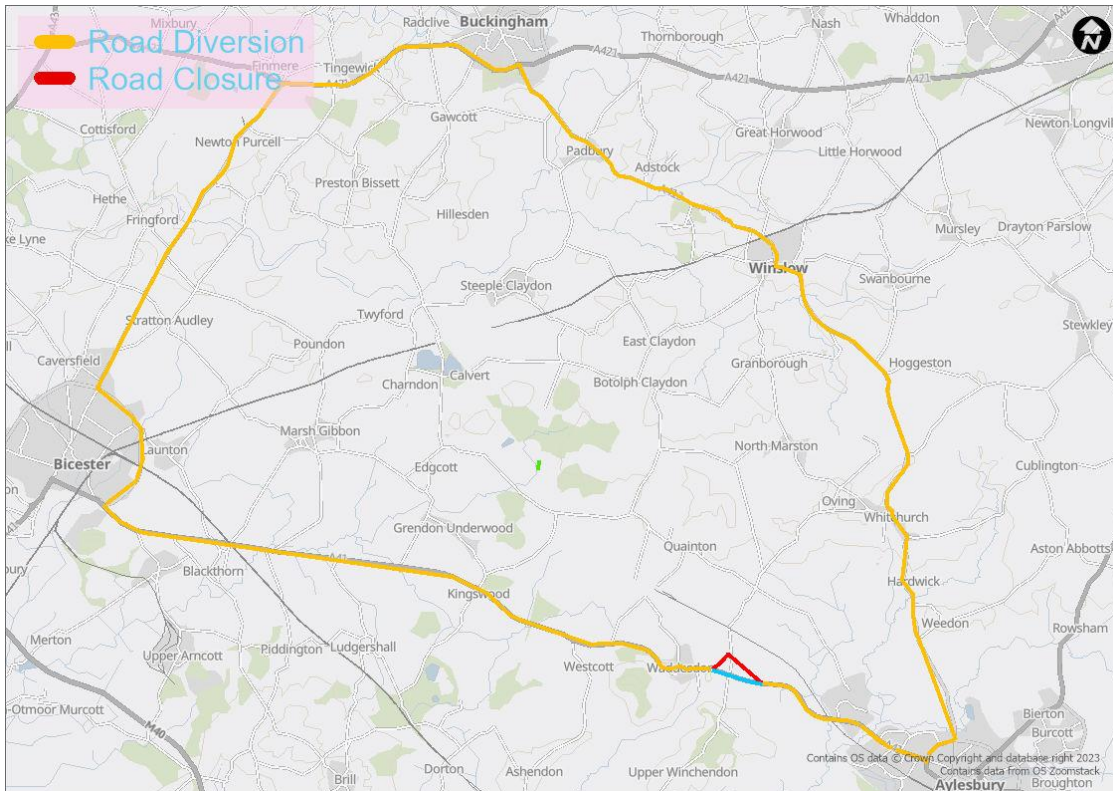 Road Diversion
Road Closure
Mixbury
Radclive
Buckingham
Nash
Whaddon
Thornborough
A421
Finmere
Tingewick
A421
A421
A421
Cottisford
Gawcott
Newton Purcell
Great Horwood
Newton Longvil
Padbury
Little Horwood
Adstock
Preston Bissett
Hethe
Hillesden
Fringford
Mursley
Drayton Parslow
ke Lyne
Winslow
Swanbourne
Steeple Claydon
Twyford
Stratton Audley
Stewkley
Poundon
East Claydon
Caversfield
Granborough
Hoggeston
Calvert
Charndon
Botolph Claydon
Marsh Gibbon
Launton
North Marston
Bicester
Edgcott
Cublington
Oving
Whitchurch
Grendon Underwood
Quainton
Aston Abbotts
A41
Blackthorn
Hardwick
Kingswood
Weedon
Rowsham
Merton
Piddington
Ludgershall
Upper Arncott
Westcott
Waddesdon
-Otmoor Murcott
M40
Bierton
Burcott
Dorton
Ashendon
Upper Winchendon
Brill
Aylesbury
Broughton
Contains OS data © Crown Copyright and database right 2023
Contains data from OS Zoomstack
N